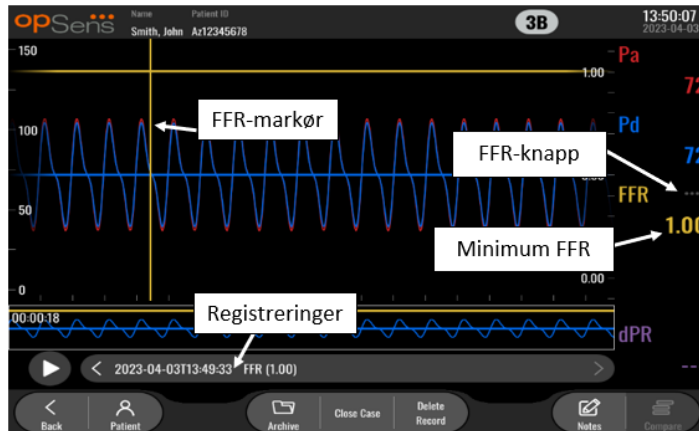 opSens
Name
Patient ID
Smith, John
Az12345678
3B
13:50:07
2023-04-03
150
1.00
Pa
72
FFR-markør
100
Pd
FFR-knapp
72
FFR
---
50
1.00
Minimum FFR
0
0.00
00:00:18
Registreringer
dPR
--
2023-04-03T13:49:33 FFR (1.00)
Back
Patient
Archive
Close Case
Delete
Record
Notes
Compare